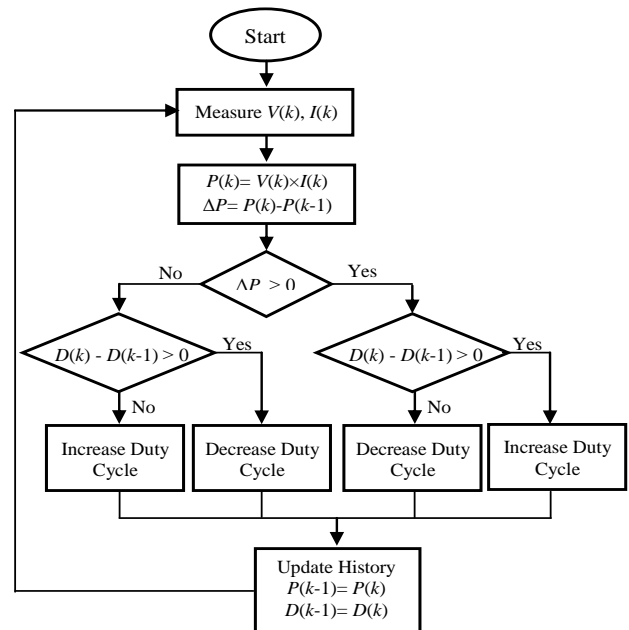 Start
Measure V(k), I(k)
P(k)= V(k)×I(k)
ΔP= P(k)-P(k-1)
No
Yes
ΔP > 0
D(k) - D(k-1) > 0
Yes
D(k) - D(k-1) > 0
Yes
No
No
Increase Duty
Cycle
Decrease Duty
Cycle
Decrease Duty
Cycle
Increase Duty
Cycle
Update History
P(k-1)= P(k)
D(k-1)= D(k)